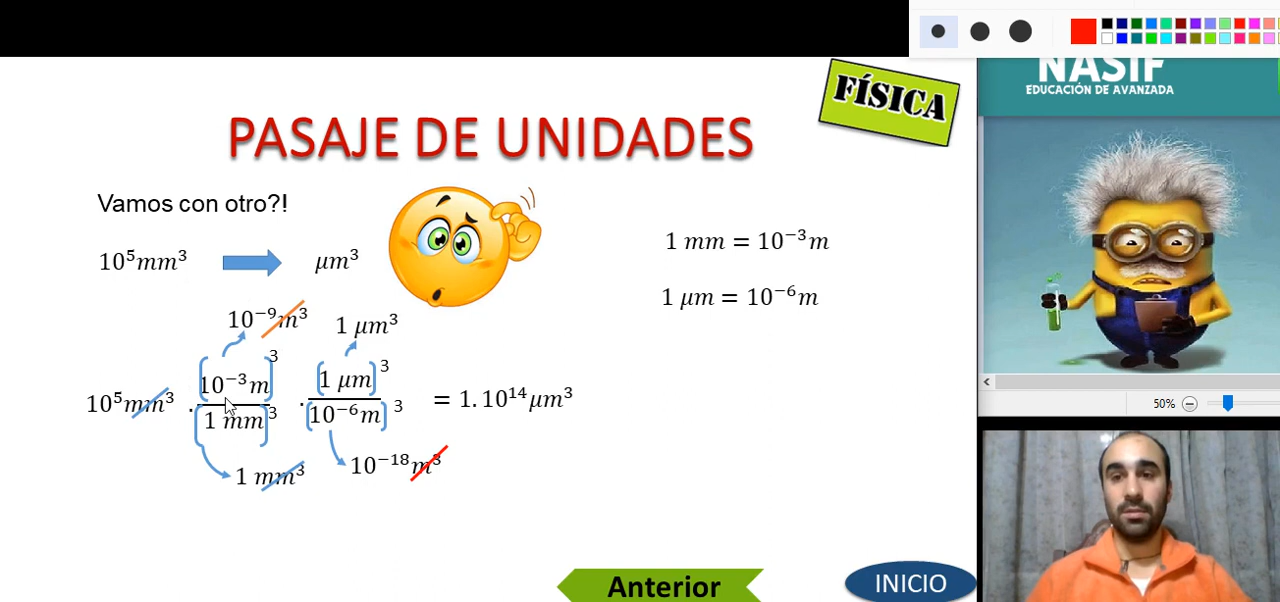 NASIF
EDUCACIÓN DE AVANZADA
FÍSICA
PASAJE DE UNIDADES
Vamos con otro?!
10⁵mm³ μm³
1 mm = 10⁻³m
1 μm = 10⁻⁶m
10⁻⁹m³ 1 μm³
10⁵mm³ . (10⁻³m)³ / (1 mm)³ . (1 μm)³ / (10⁻⁶m)³ = 1.10¹⁴μm³
1 mm³ 10⁻¹⁸m³
50%
Anterior
INICIO